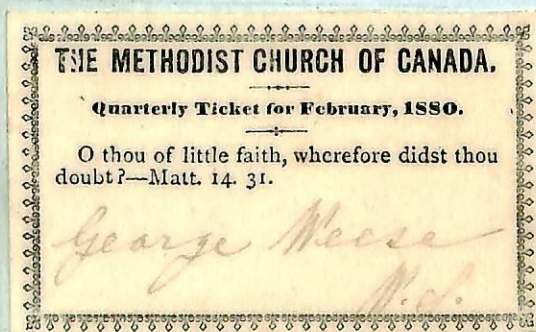 THE METHODIST CHURCH OF CANADA.
Quarterly Ticket for February, 1880.
O thou of little faith, wherefore didst thou
doubt?—Matt. 14. 31.
George Weese